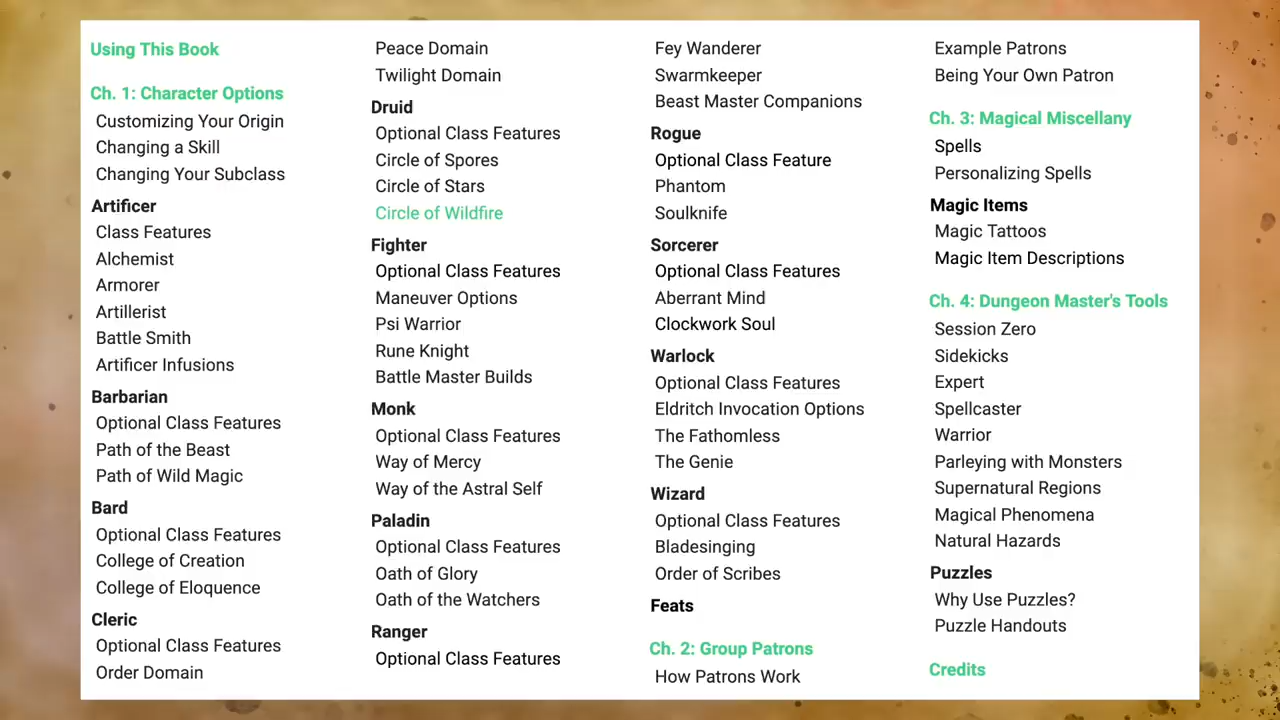 Using This Book
Ch. 1: Character Options
Customizing Your Origin
Changing a Skill
Changing Your Subclass
Artificer
Class Features
Alchemist
Armorer
Artillerist
Battle Smith
Artificer Infusions
Barbarian
Optional Class Features
Path of the Beast
Path of Wild Magic
Bard
Optional Class Features
College of Creation
College of Eloquence
Cleric
Optional Class Features
Order Domain
Peace Domain
Twilight Domain
Druid
Optional Class Features
Circle of Spores
Circle of Stars
Circle of Wildfire
Fighter
Optional Class Features
Maneuver Options
Psi Warrior
Rune Knight
Battle Master Builds
Monk
Optional Class Features
Way of Mercy
Way of the Astral Self
Paladin
Optional Class Features
Oath of Glory
Oath of the Watchers
Ranger
Optional Class Features
Fey Wanderer
Swarmkeeper
Beast Master Companions
Rogue
Optional Class Feature
Phantom
Soulknife
Sorcerer
Optional Class Features
Aberrant Mind
Clockwork Soul
Warlock
Optional Class Features
Eldritch Invocation Options
The Fathomless
The Genie
Wizard
Optional Class Features
Bladesinging
Order of Scribes
Feats
Ch. 2: Group Patrons
How Patrons Work
Example Patrons
Being Your Own Patron
Ch. 3: Magical Miscellany
Spells
Personalizing Spells
Magic Items
Magic Tattoos
Magic Item Descriptions
Ch. 4: Dungeon Master's Tools
Session Zero
Sidekicks
Expert
Spellcaster
Warrior
Parleying with Monsters
Supernatural Regions
Magical Phenomena
Natural Hazards
Puzzles
Why Use Puzzles?
Puzzle Handouts
Credits